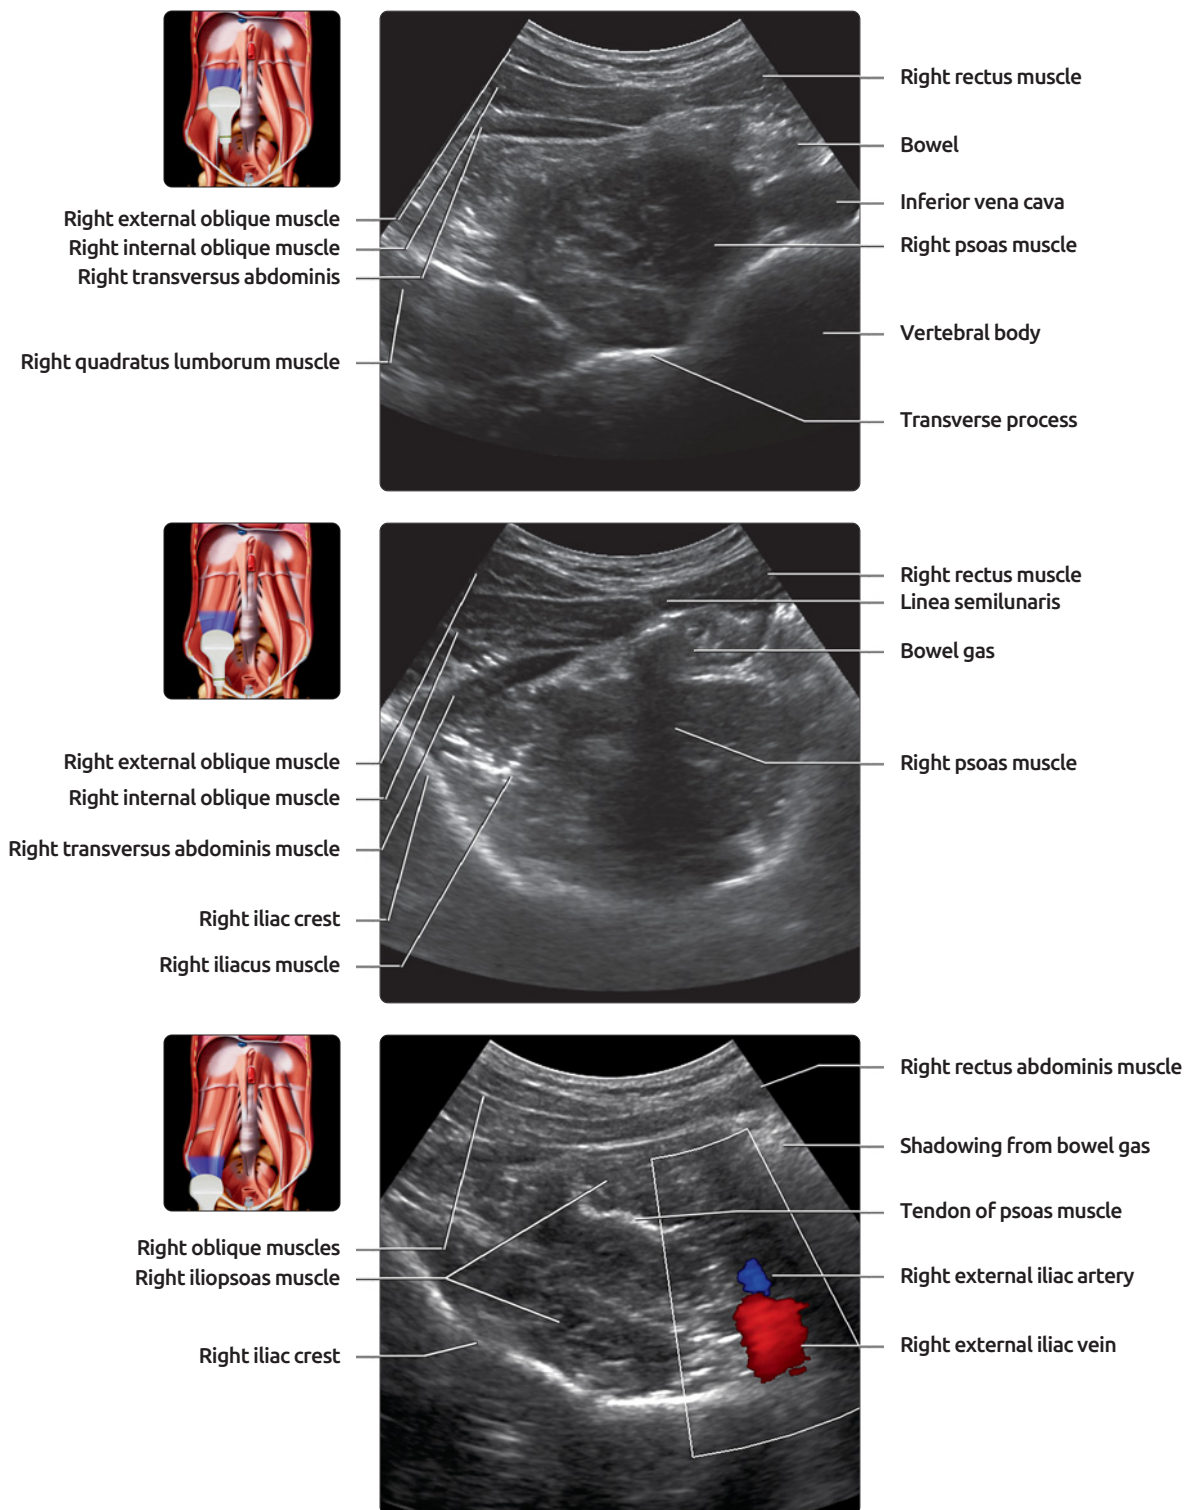 Right rectus muscle
Bowel
Right external oblique muscle
Inferior vena cava
Right internal oblique muscle
Right psoas muscle
Right transversus abdominis
Vertebral body
Right quadratus lumborum muscle
Transverse process
Right rectus muscle
Linea semilunaris
Bowel gas
Right external oblique muscle
Right psoas muscle
Right internal oblique muscle
Right transversus abdominis muscle
Right iliac crest
Right iliacus muscle
Right rectus abdominis muscle
Shadowing from bowel gas
Tendon of psoas muscle
Right oblique muscles
Right iliopsoas muscle
Right external iliac artery
Right iliac crest
Right external iliac vein